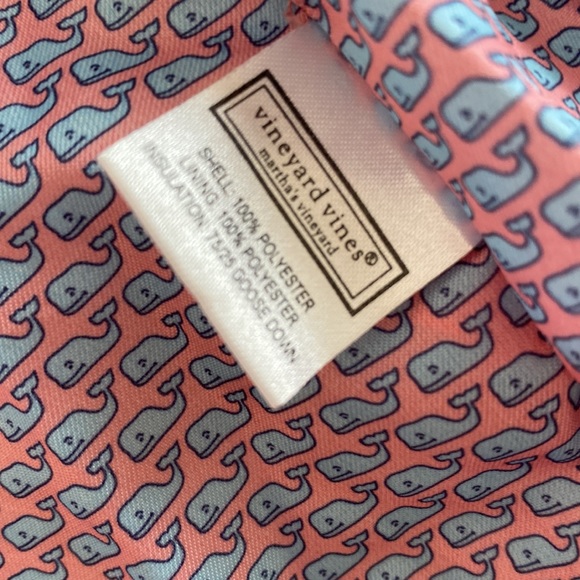 vineyard vines®
martha's vineyard
SHELL: 100% POLYESTER
LINING: 100% POLYESTER
INSULATION: 75/25 GOOSE DOWN